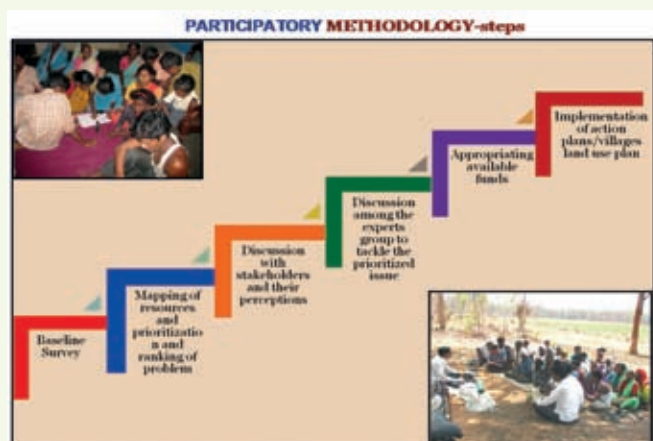 PARTICIPATORY METHODOLOGY-steps
Baseline
Survey
Mapping of
resources
and
prioritizatio
n and
ranking of
problem
Discussion
with
stakeholders
and their
perceptions
Discussion
among the
experts
group to
tackle the
prioritized
issue
Appropriating
available
funds
Implementation
of action
plans/villages
land use plan